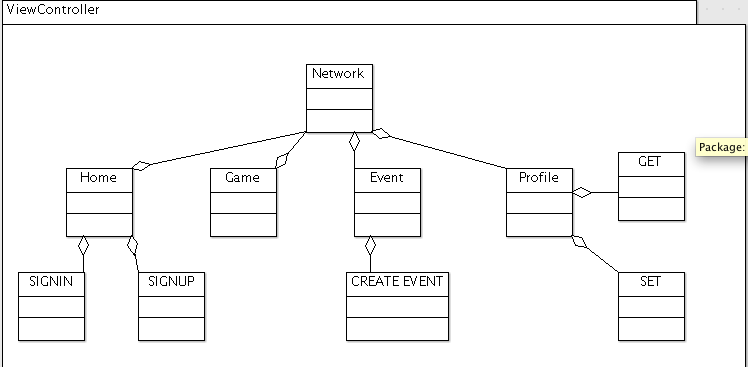 ViewController
Network
Package:
Home
Game
Event
Profile
GET
SIGNIN
SIGNUP
CREATE EVENT
SET